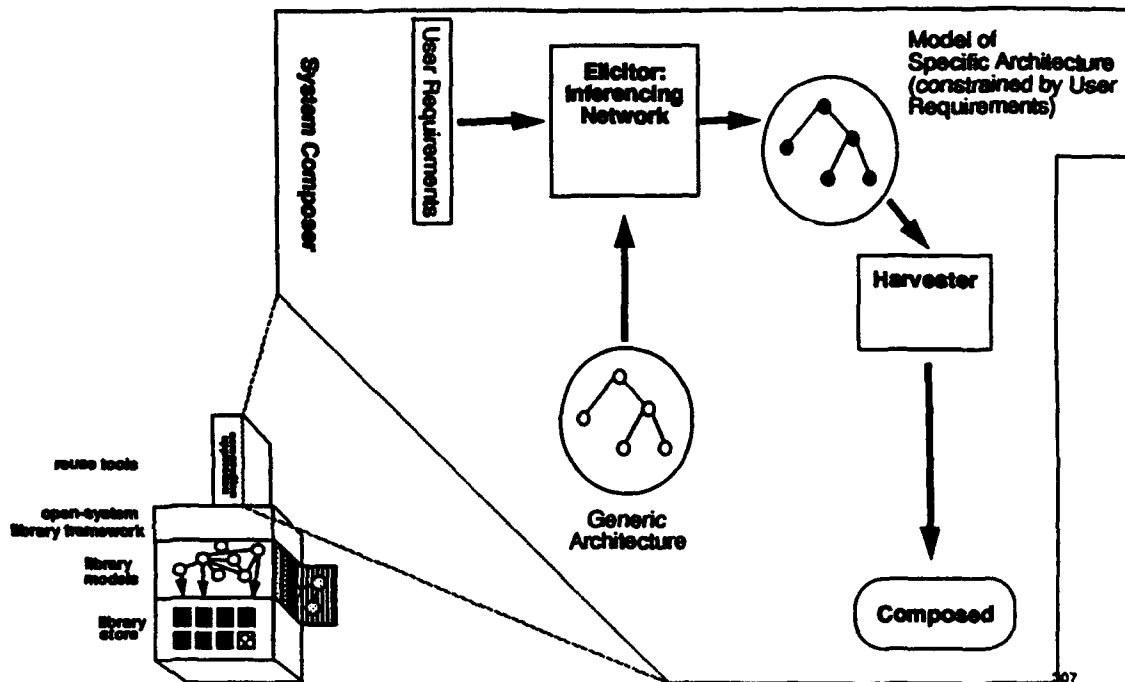 System Composer
User Requirements
Elicitor:
Inferencing
Network
Model of
Specific Architecture
(constrained by User
Requirements)
Harvester
Generic
Architecture
Composed
reuse tools
open-system
library framework
library
models
library
store
307